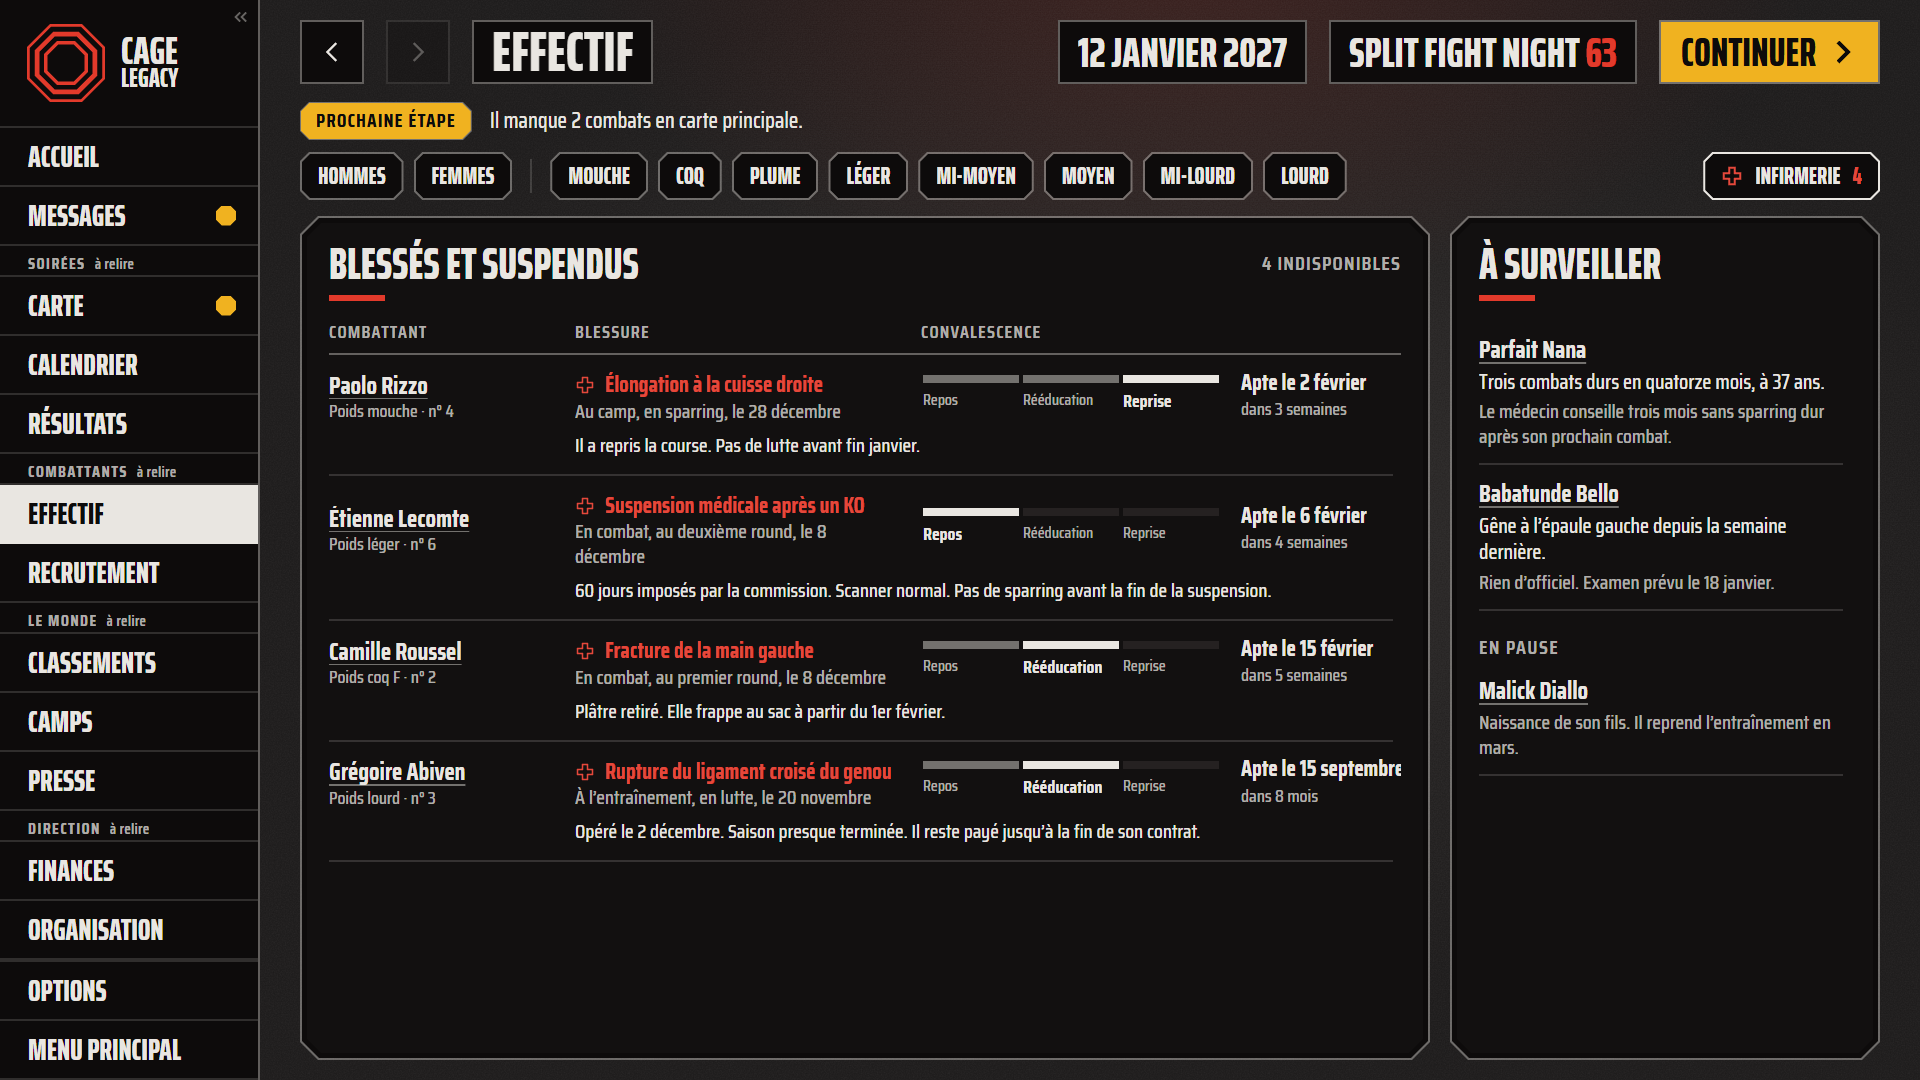 CAGE
LEGACY
«
ACCUEIL
MESSAGES
SOIRÉES à relire
CARTE
CALENDRIER
RÉSULTATS
COMBATTANTS à relire
EFFECTIF
RECRUTEMENT
LE MONDE à relire
CLASSEMENTS
CAMPS
PRESSE
DIRECTION à relire
FINANCES
ORGANISATION
OPTIONS
MENU PRINCIPAL
EFFECTIF
12 JANVIER 2027
SPLIT FIGHT NIGHT 63
CONTINUER
PROCHAINE ÉTAPE Il manque 2 combats en carte principale.
HOMMES FEMMES MOUCHE COQ PLUME LÉGER MI-MOYEN MOYEN MI-LOURD LOURD
INFIRMERIE 4
BLESSÉS ET SUSPENDUS
4 INDISPONIBLES
COMBATTANT BLESSURE CONVALESCENCE
Paolo Rizzo
Poids mouche · n° 4
Élongation à la cuisse droite
Au camp, en sparring, le 28 décembre
Repos Rééducation Reprise
Apte le 2 février
dans 3 semaines
Il a repris la course. Pas de lutte avant fin janvier.
Étienne Lecomte
Poids léger · n° 6
Suspension médicale après un KO
En combat, au deuxième round, le 8
décembre
Repos Rééducation Reprise
Apte le 6 février
dans 4 semaines
60 jours imposés par la commission. Scanner normal. Pas de sparring avant la fin de la suspension.
Camille Roussel
Poids coq F · n° 2
Fracture de la main gauche
En combat, au premier round, le 8 décembre
Repos Rééducation Reprise
Apte le 15 février
dans 5 semaines
Plâtre retiré. Elle frappe au sac à partir du 1er février.
Grégoire Abiven
Poids lourd · n° 3
Rupture du ligament croisé du genou
À l'entraînement, en lutte, le 20 novembre
Repos Rééducation Reprise
Apte le 15 septembre
dans 8 mois
Opéré le 2 décembre. Saison presque terminée. Il reste payé jusqu'à la fin de son contrat.
À SURVEILLER
Parfait Nana
Trois combats durs en quatorze mois, à 37 ans.
Le médecin conseille trois mois sans sparring dur
après son prochain combat.
Babatunde Bello
Gêne à l'épaule gauche depuis la semaine
dernière.
Rien d'officiel. Examen prévu le 18 janvier.
EN PAUSE
Malick Diallo
Naissance de son fils. Il reprend l'entraînement en
mars.